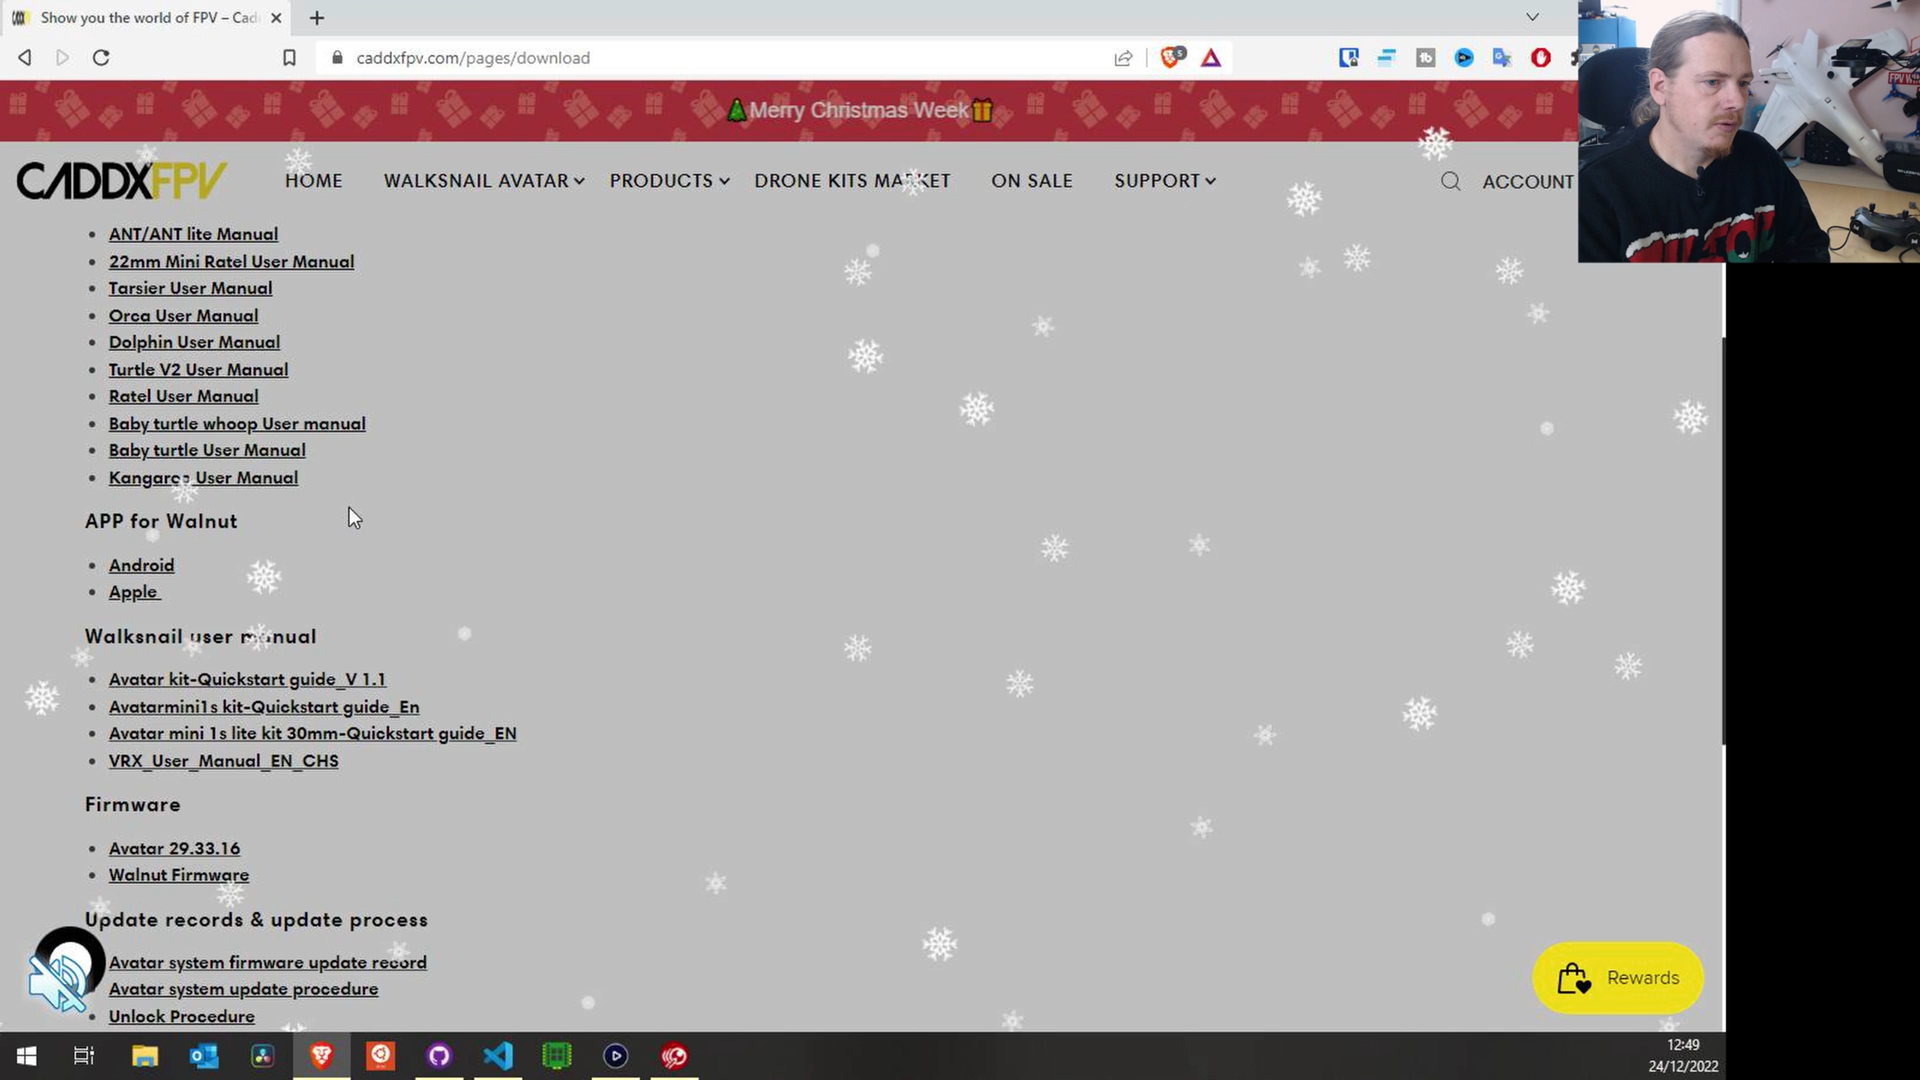 Show you the world of FPV – Cad
caddxfpv.com/pages/download
5
🎄Merry Christmas Week🎁
CADDXFPV
HOME
WALKSNAIL AVATAR
PRODUCTS
DRONE KITS MARKET
ON SALE
SUPPORT
ACCOUNT
ANT/ANT lite Manual
22mm Mini Ratel User Manual
Tarsier User Manual
Orca User Manual
Dolphin User Manual
Turtle V2 User Manual
Ratel User Manual
Baby turtle whoop User manual
Baby turtle User Manual
Kangaroo User Manual
APP for Walnut
Android
Apple
Walksnail user manual
Avatar kit-Quickstart guide_V 1.1
Avatarmini1s kit-Quickstart guide_En
Avatar mini 1s lite kit 30mm-Quickstart guide_EN
VRX_User_Manual_EN_CHS
Firmware
Avatar 29.33.16
Walnut Firmware
Update records & update process
Avatar system firmware update record
Avatar system update procedure
Unlock Procedure
Rewards
12:49
24/12/2022